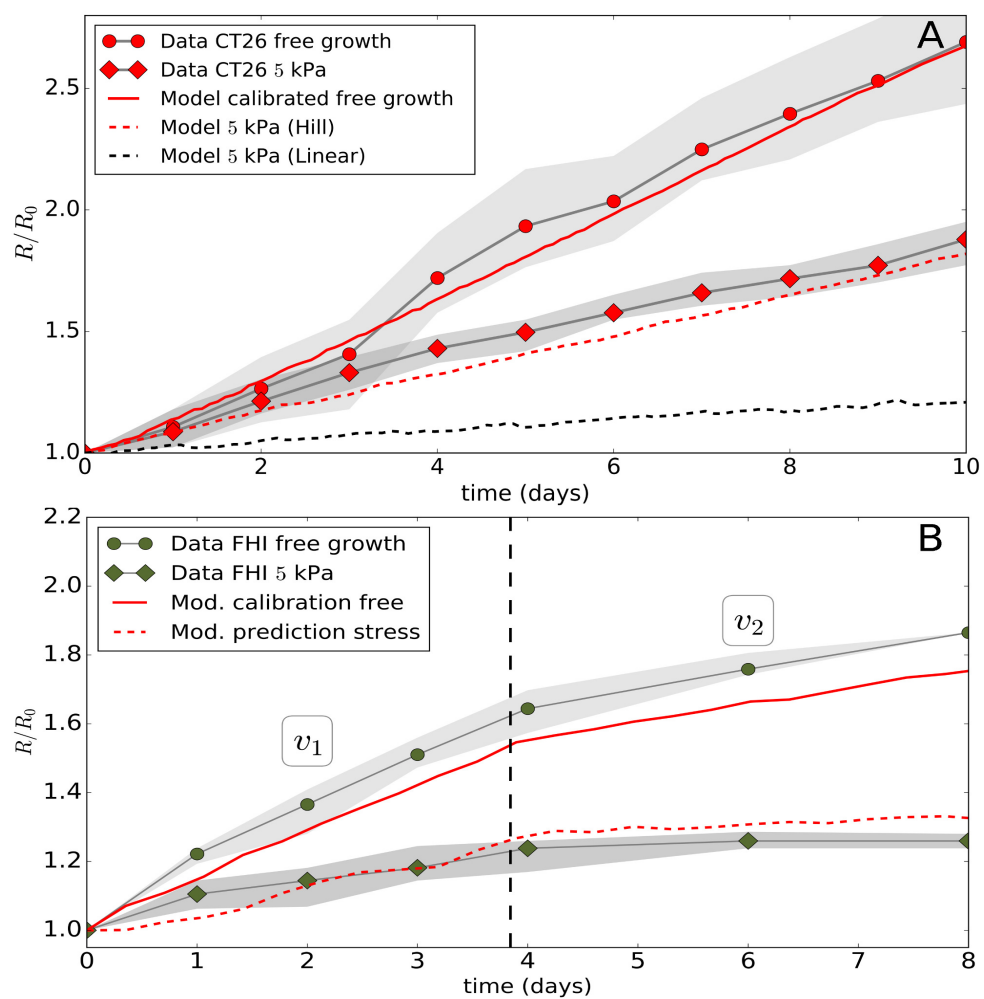 A
Data CT26 free growth
Data CT26 5 kPa
Model calibrated free growth
Model 5 kPa (Hill)
Model 5 kPa (Linear)
2.5
2.0
1.5
1.0
R/R0
0 2 4 6 8 10
time (days)
B
Data FHI free growth
Data FHI 5 kPa
Mod. calibration free
Mod. prediction stress
v2
v1
2.2
2.0
1.8
1.6
1.4
1.2
1.0
R/R0
0 1 2 3 4 5 6 7 8
time (days)